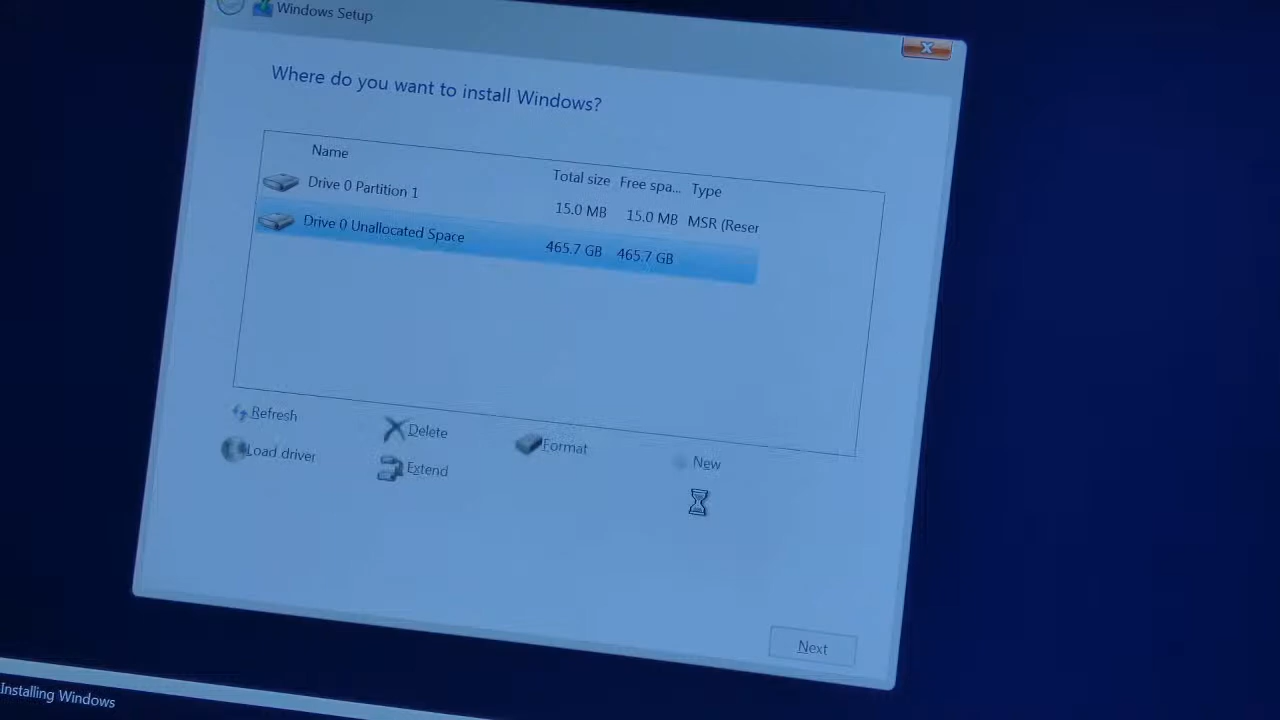 Windows Setup
Where do you want to install Windows?
Name Total size Free spa... Type
Drive 0 Partition 1 15.0 MB 15.0 MB MSR (Reser
Drive 0 Unallocated Space 465.7 GB 465.7 GB
Refresh Delete Format New
Load driver Extend
Next
Installing Windows